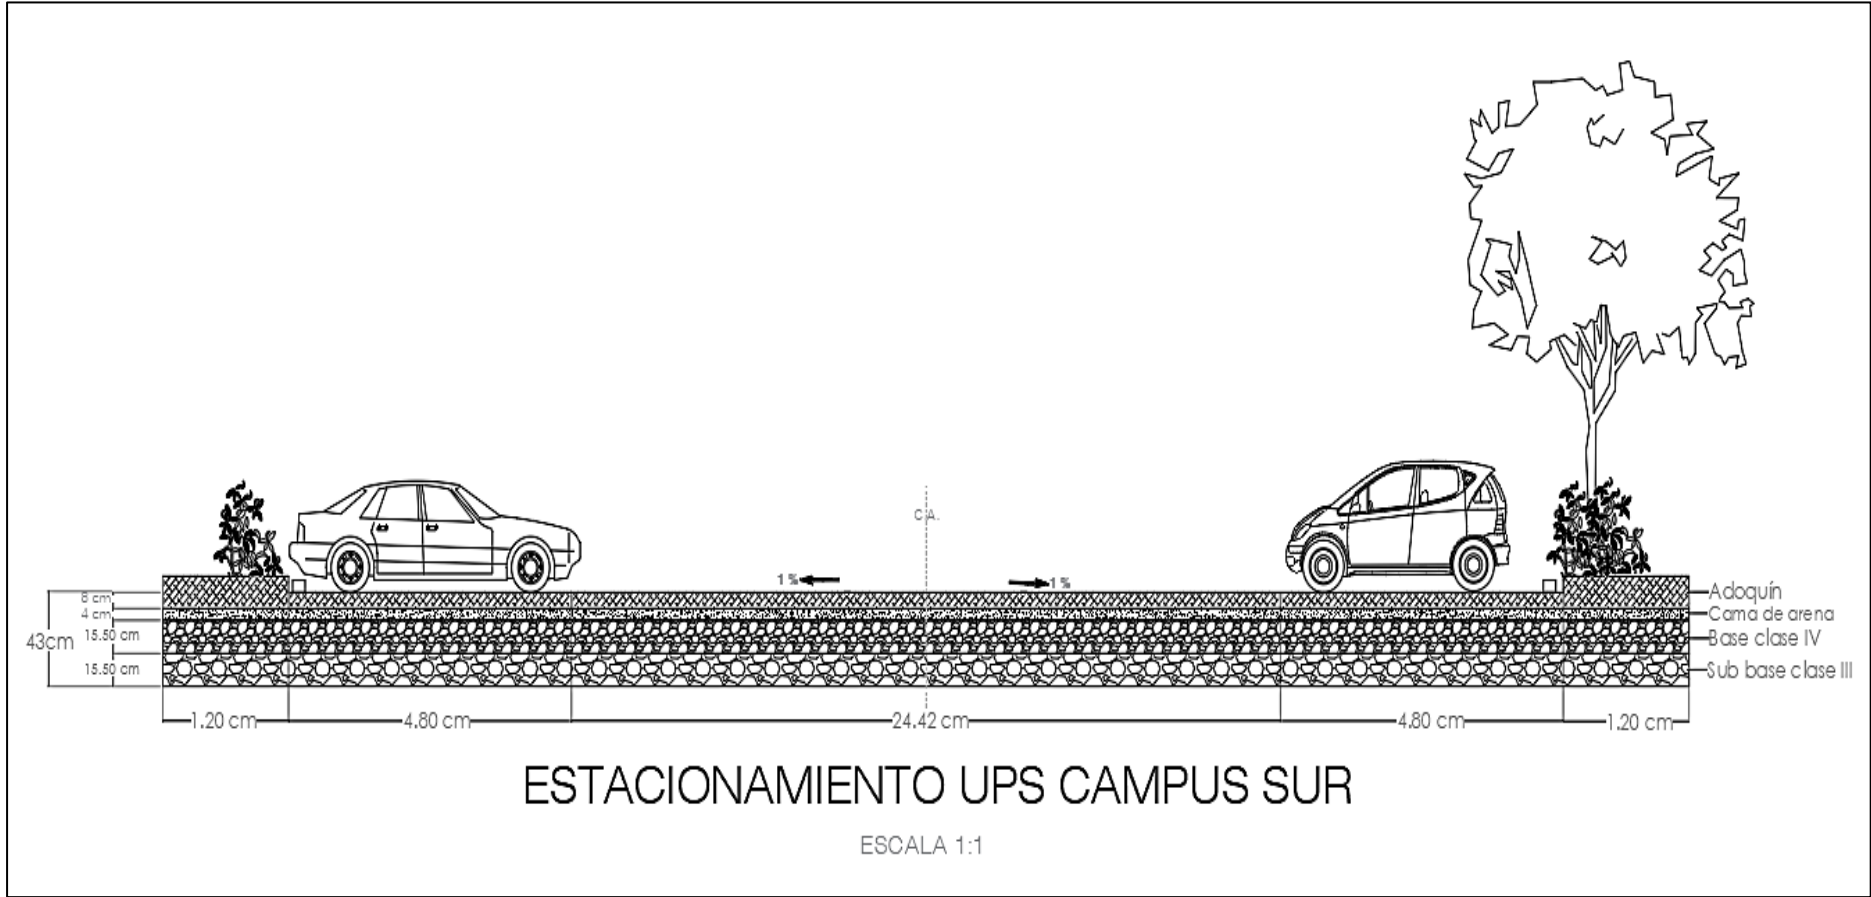 C.A.
1 %
1 %
8 cm
4 cm
15.50 cm
15.50 cm
43cm
Adoquín
Cama de arena
Base clase IV
Sub base clase III
1.20 cm
4.80 cm
24.42 cm
4.80 cm
1.20 cm
ESTACIONAMIENTO UPS CAMPUS SUR
ESCALA 1:1